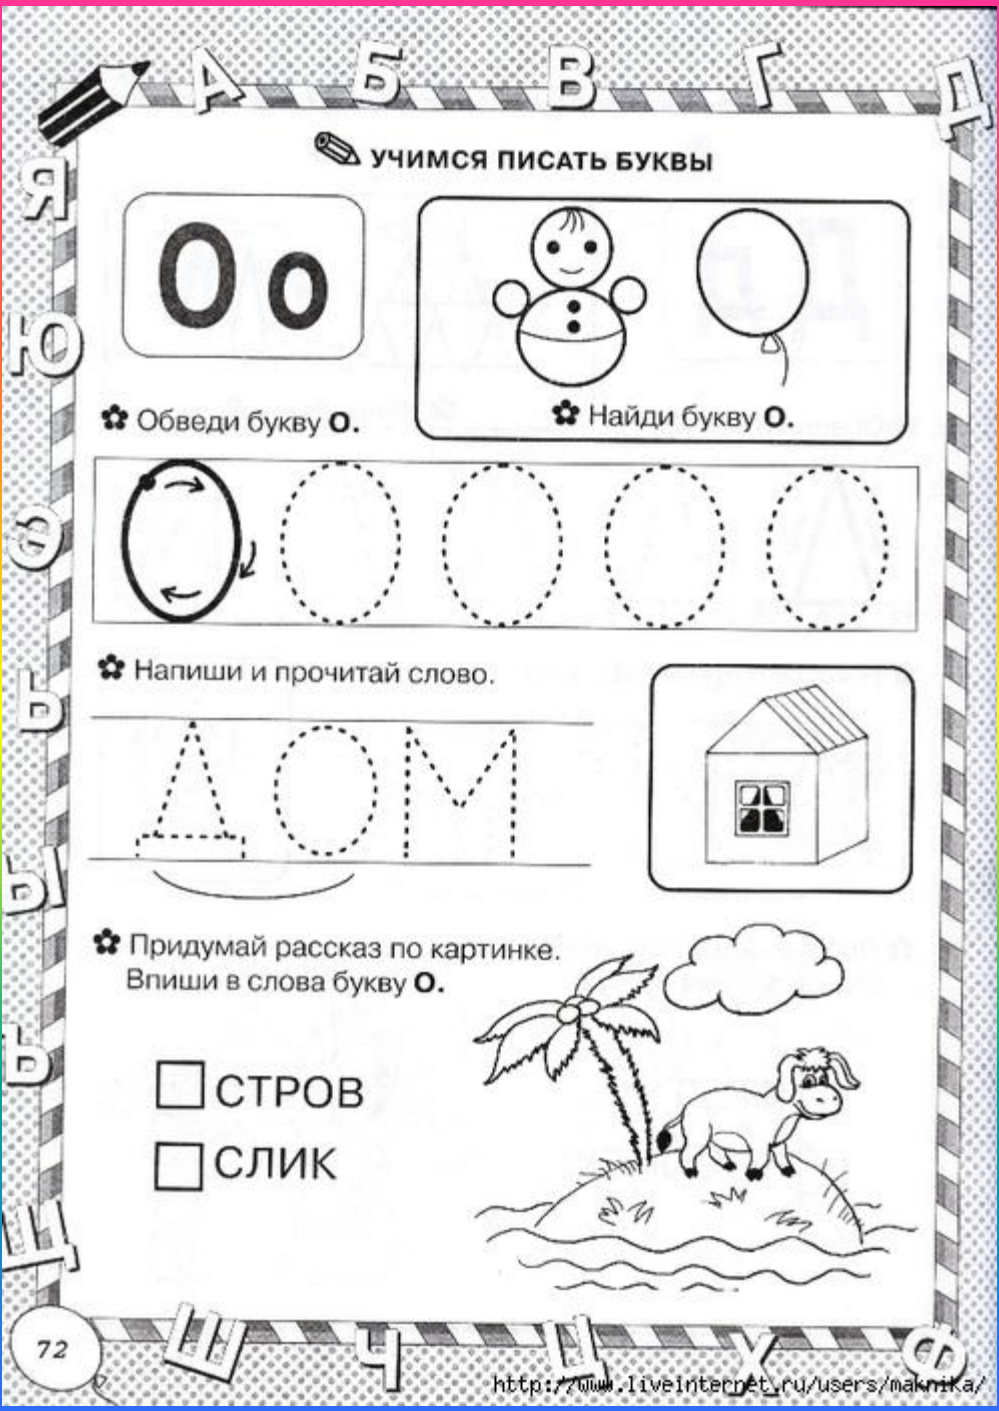 А Б В Г Д
Я
Ю
Э
Ь
Ы
Ъ
Щ
УЧИМСЯ ПИСАТЬ БУКВЫ
Оо
Обведи букву О.
Найди букву О.
О О О О О
Напиши и прочитай слово.
ДОМ
Придумай рассказ по картинке.
Впиши в слова букву О.
СТРОВ
СЛИК
72
Ш Ч Ц Х Ф
http://www.liveinternet.ru/users/maknika/